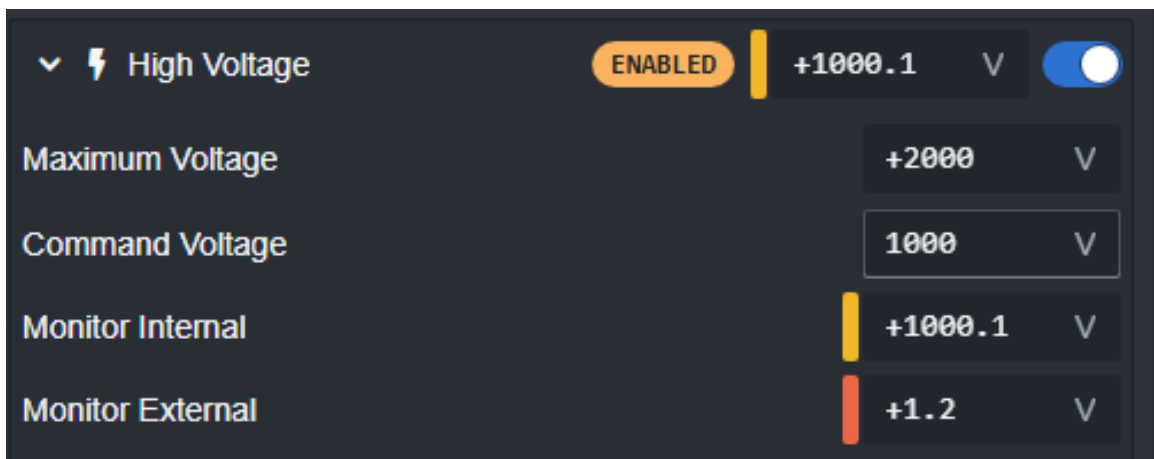 High Voltage ENABLED +1000.1 V
Maximum Voltage +2000 V
Command Voltage 1000 V
Monitor Internal +1000.1 V
Monitor External +1.2 V